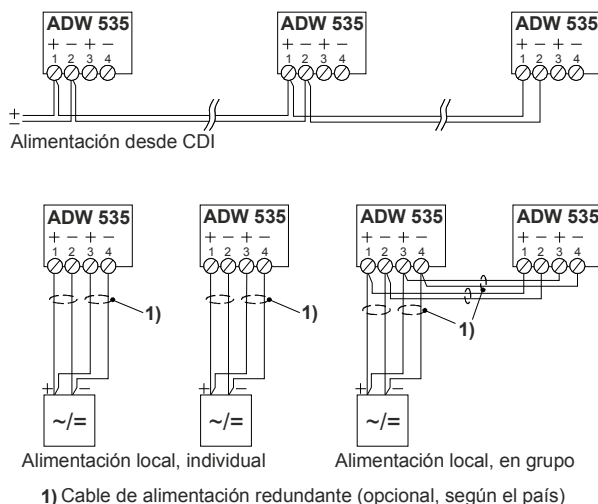 ADW 535 ADW 535 ADW 535
+ − + − + − + − + − + −
1 2 3 4 1 2 3 4 1 2 3 4
±
Alimentación desde CDI
ADW 535 ADW 535 ADW 535 ADW 535
+ − + − + − + − + − + − + − + −
1 2 3 4 1 2 3 4 1 2 3 4 1 2 3 4
1) 1) 1)
+ − + − + −
~/= ~/= ~/=
Alimentación local, individual Alimentación local, en grupo
1) Cable de alimentación redundante (opcional, según el país)